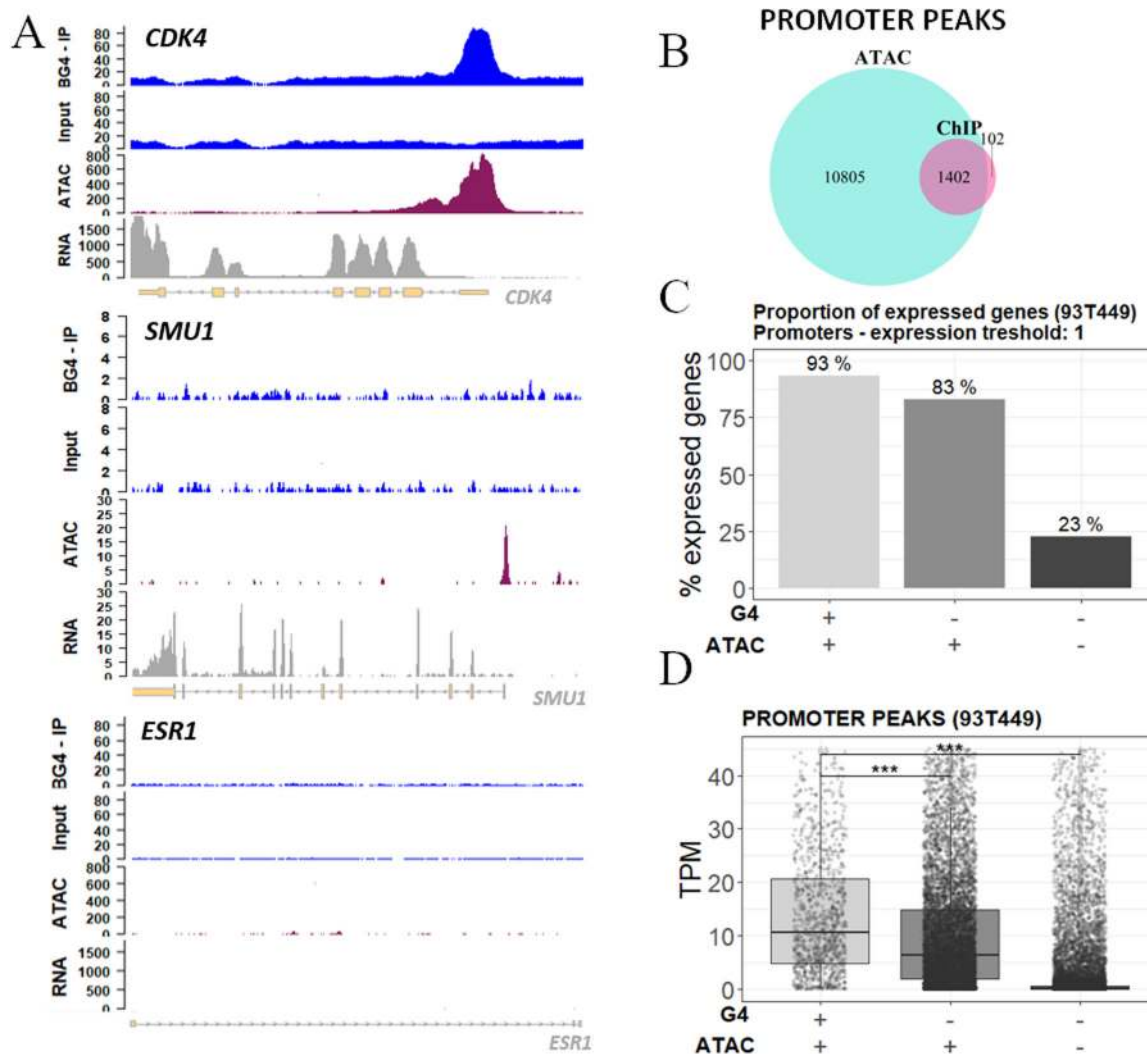 A
CDK4
BG4 - IP
80
60
40
20
0
Input
80
60
40
20
0
ATAC
800
600
400
200
0
RNA
1500
1000
500
0
CDK4
SMU1
BG4 - IP
8
6
4
2
0
Input
8
6
4
2
0
ATAC
30
25
20
15
10
5
0
RNA
30
25
20
15
10
5
0
SMU1
ESR1
BG4 - IP
80
60
40
20
0
Input
80
60
40
20
0
ATAC
800
600
400
200
0
RNA
1500
1000
500
0
ESR1
PROMOTER PEAKS
B
ATAC
ChIP
102
10805
1402
C
Proportion of expressed genes (93T449)
Promoters - expression treshold: 1
% expressed genes
100
75
50
25
0
93 %
83 %
23 %
G4 + - -
ATAC + + -
D
PROMOTER PEAKS (93T449)
TPM
40
30
20
10
0
***
***
G4 + - -
ATAC + + -